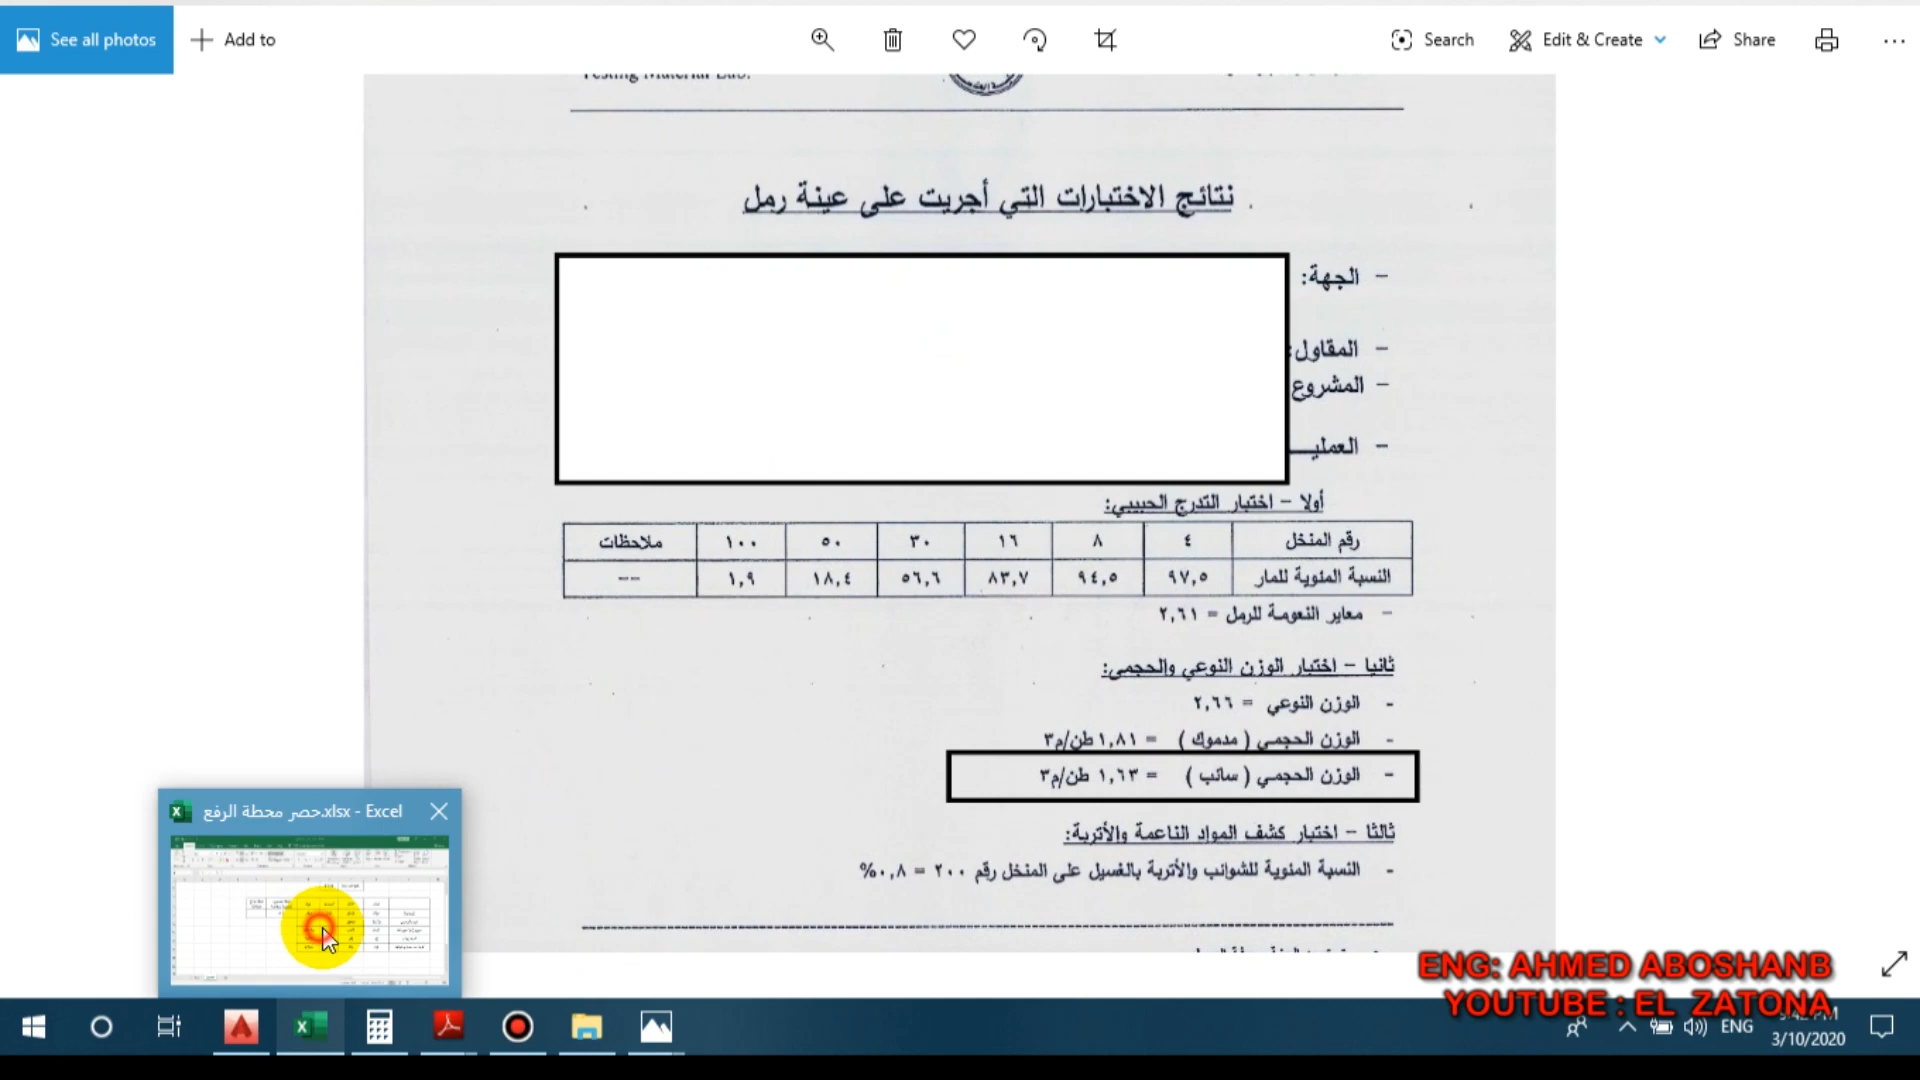 See all photos
Add to
Search
Edit & Create
Share
Testing Material Lab.
نتائج الاختبارات التي أجريت على عينة رمل
- الجهة:
- المقاول:
- المشروع
- العمليـــ
أولا - اختبار التدرج الحبيبي:
رقم المنخل ٤ ٨ ١٦ ٣٠ ٥٠ ١٠٠ ملاحظات
النسبة المئوية للمار ٩٧,٥ ٩٤,٥ ٨٣,٧ ٥٦,٦ ١٨,٤ ١,٩ --
- معاير النعومة للرمل = ٢,٦١
ثانيا - اختبار الوزن النوعي والحجمى:
- الوزن النوعي = ٢,٦٦
- الوزن الحجمي ( مدموك ) = ١,٨١ طن/م٣
- الوزن الحجمي ( سائب ) = ١,٦٣ طن/م٣
ثالثا - اختبار كشف المواد الناعمة والأتربة:
- النسبة المئوية للشوائب والأتربة بالغسيل على المنخل رقم ٢٠٠ = ٠,٨%
حصر محطة الرفع.xlsx - Excel
ENG: AHMED ABOSHANB
YOUTUBE : EL ZATONA
ENG
3/10/2020